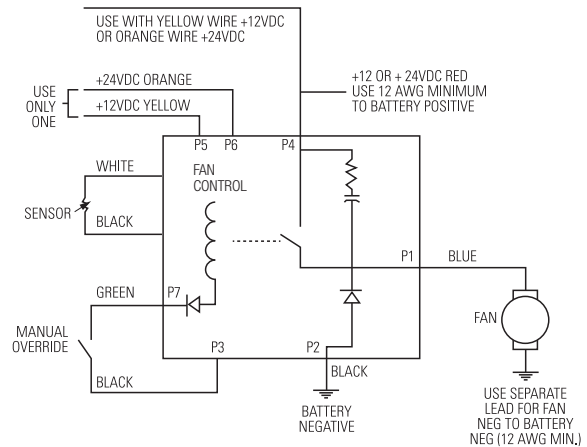 USE WITH YELLOW WIRE +12VDC
OR ORANGE WIRE +24VDC
+24VDC ORANGE
+12VDC YELLOW
USE
ONLY
ONE
+12 OR + 24VDC RED
USE 12 AWG MINIMUM
TO BATTERY POSITIVE
P5
P6
P4
WHITE
FAN
CONTROL
SENSOR
BLACK
P1
BLUE
GREEN
P7
FAN
MANUAL
OVERRIDE
P3
P2
BLACK
BLACK
BATTERY
NEGATIVE
USE SEPARATE
LEAD FOR FAN
NEG TO BATTERY
NEG (12 AWG MIN.)